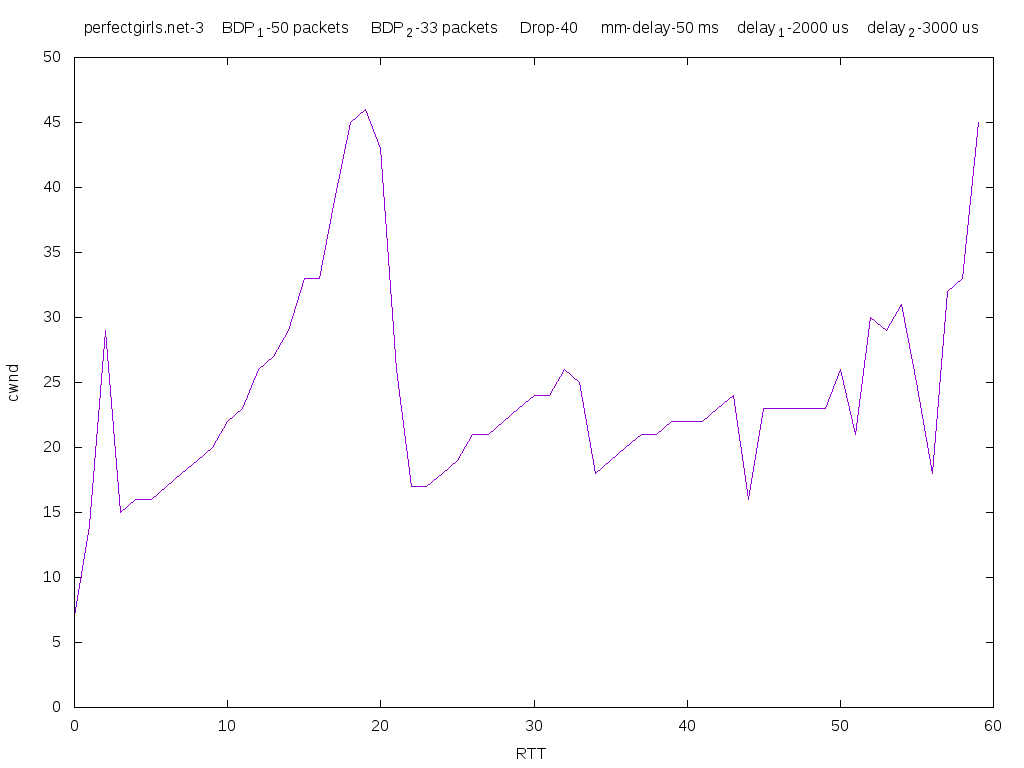 perfectgirls.net-3 BDP1-50 packets BDP2-33 packets Drop-40 mm-delay-50 ms delay1-2000 us delay2-3000 us
50
45
40
35
30
25
20
15
10
5
0
cwnd
0 10 20 30 40 50 60
RTT